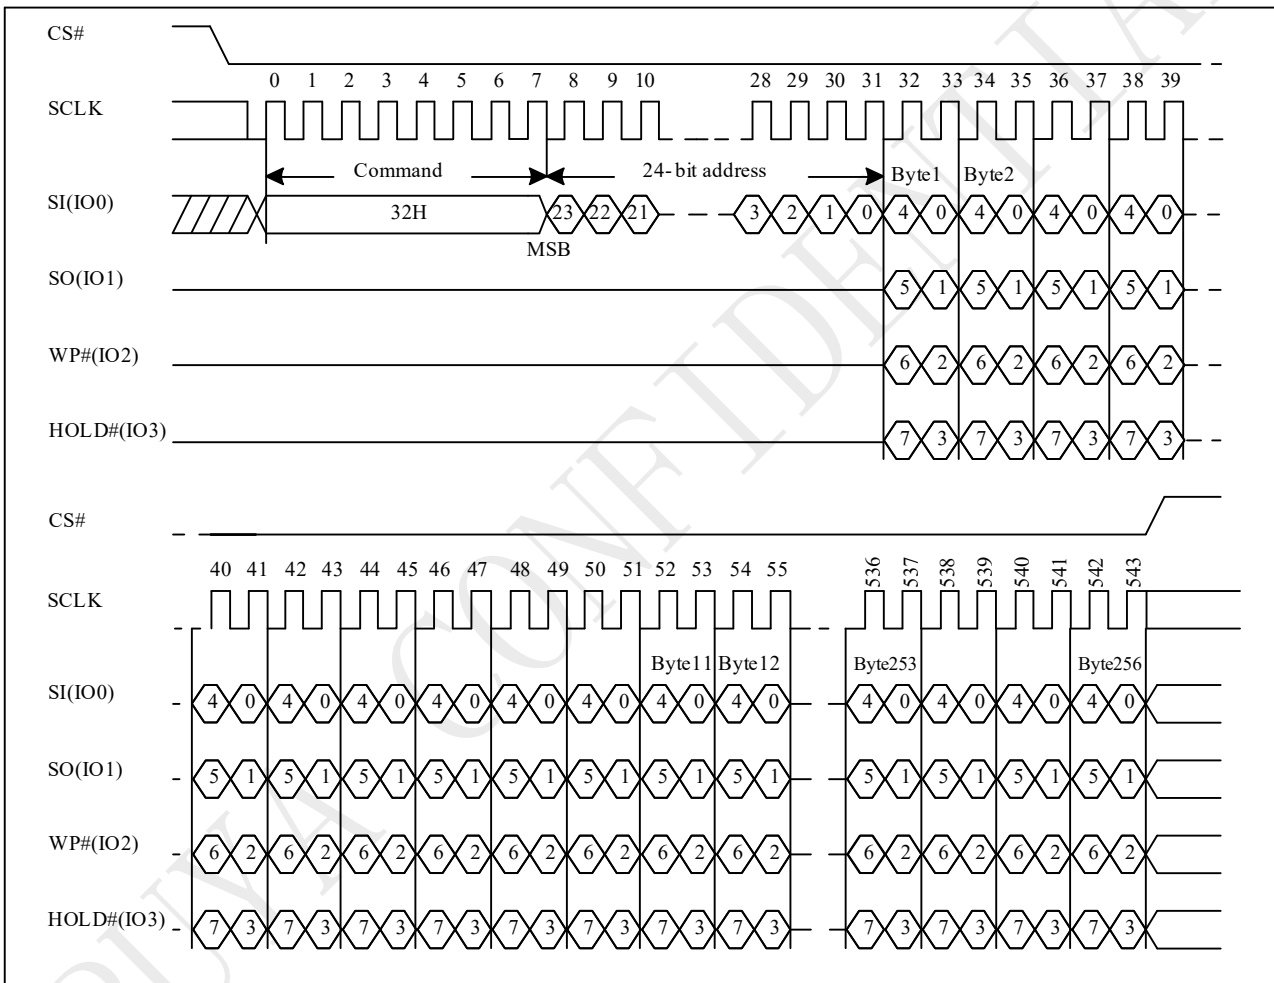 CS#
0 1 2 3 4 5 6 7 8 9 10 28 29 30 31 32 33 34 35 36 37 38 39
SCLK
Command 24-bit address Byte1 Byte2
SI(IO0) 32H 23 22 21 3 2 1 0 4 0 4 0 4 0 4 0
MSB
SO(IO1) 5 1 5 1 5 1 5 1
WP#(IO2) 6 2 6 2 6 2 6 2
HOLD#(IO3) 7 3 7 3 7 3 7 3
CS#
40 41 42 43 44 45 46 47 48 49 50 51 52 53 54 55 536 537 538 539 540 541 542 543
SCLK
Byte11 Byte12 Byte253 Byte256
SI(IO0) 4 0 4 0 4 0 4 0 4 0 4 0 4 0 4 0 4 0 4 0 4 0 4 0
SO(IO1) 5 1 5 1 5 1 5 1 5 1 5 1 5 1 5 1 5 1 5 1 5 1 5 1
WP#(IO2) 6 2 6 2 6 2 6 2 6 2 6 2 6 2 6 2 6 2 6 2 6 2 6 2
HOLD#(IO3) 7 3 7 3 7 3 7 3 7 3 7 3 7 3 7 3 7 3 7 3 7 3 7 3
PUYA CONFIDENTIAL